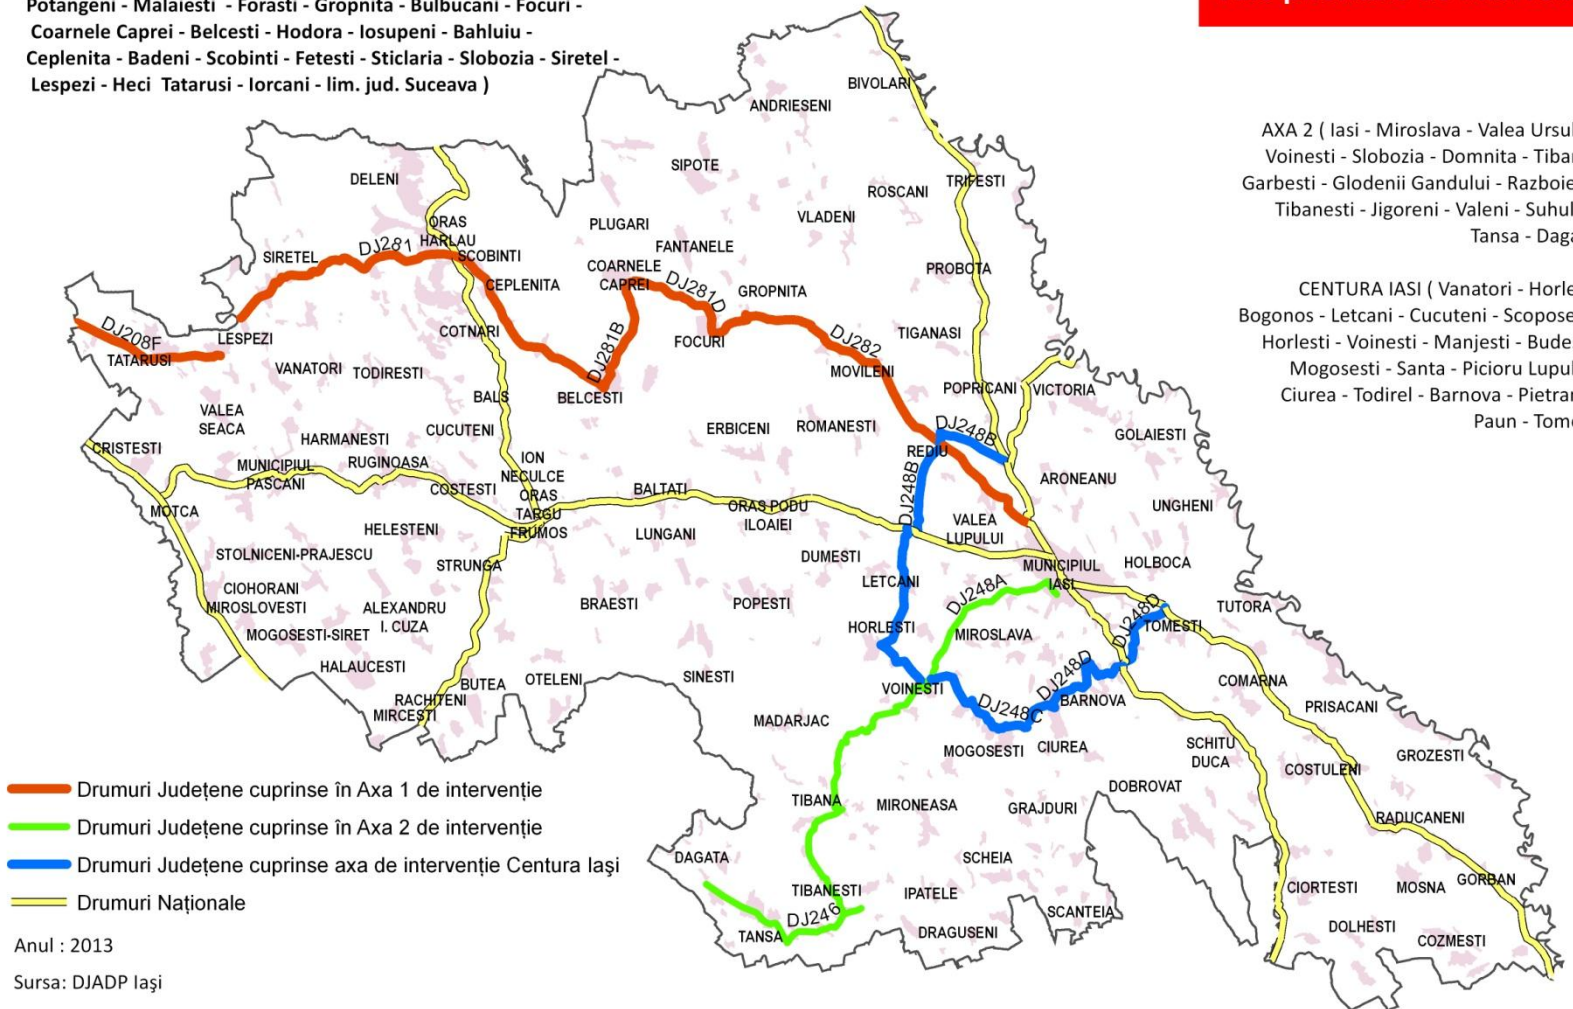 Potangeni - Malaiesti - Forasti - Gropnita - Bulbucani - Focuri -
Coarnele Caprei - Belcesti - Hodora - Iosupeni - Bahluiu -
Ceplenita - Badeni - Scobinti - Fetesti - Sticlaria - Slobozia - Siretel -
Lespezi - Heci Tatarusi - Iorcani - lim. jud. Suceava )
AXA 2 ( Iasi - Miroslava - Valea Ursul
Voinesti - Slobozia - Domnita - Tiban
Garbesti - Glodenii Gandului - Razboie
Tibanesti - Jigoreni - Valeni - Suhul
Tansa - Daga
CENTURA IASI ( Vanatori - Horle
Bogonos - Letcani - Cucuteni - Scopose
Horlesti - Voinesti - Manjesti - Bude
Mogosesti - Santa - Picioru Lupul
Ciurea - Todirel - Barnova - Pietrar
Paun - Tome
BIVOLARI
ANDRIESENI
SIPOTE
DELENI
TRIFESTI
ROSCANI
VLADENI
PLUGARI
ORAS
HARLAU
FANTANELE
DJ281
SIRETEL
SCOBINTI
COARNELE
CAPREI
PROBOTA
CEPLENITA
DJ281D
GROPNITA
DJ208F
LESPEZI
COTNARI
FOCURI
DJ282
TIGANASI
TATARUSI
VANATORI
TODIRESTI
DJ281B
MOVILENI
BALS
BELCESTI
POPRICANI
VICTORIA
VALEA
SEACA
CUCUTENI
ERBICENI
ROMANESTI
DJ248B
GOLAIESTI
CRISTESTI
HARMANESTI
REDIU
MUNICIPIUL
PASCANI
RUGINOASA
ION
NECULCE
ARONEANU
COSTESTI
ORAS
TARGU
FRUMOS
BALTATI
DJ248B
MOTCA
ORAS PODU
ILOAIEI
UNGHENI
HELESTENI
LUNGANI
VALEA
LUPULUI
STOLNICENI-PRAJESCU
STRUNGA
DUMESTI
MUNICIPIUL
IASI
HOLBOCA
CIOHORANI
LETCANI
DJ248A
MIROSLOVESTI
ALEXANDRU
I. CUZA
BRAESTI
POPESTI
TUTORA
DJ248D
HORLESTI
MIROSLAVA
TOMESTI
MOGOSESTI-SIRET
HALAUCESTI
OTELENI
SINESTI
DJ248D
COMARNA
BUTEA
VOINESTI
RACHITENI
BARNOVA
PRISACANI
MIRCESTI
MADARJAC
DJ248C
MOGOSESTI
CIUREA
SCHITU
DUCA
GROZESTI
COSTULENI
DOBROVAT
TIBANA
MIRONEASA
GRAJDURI
RADUCANENI
DAGATA
SCHEIA
TIBANESTI
IPATELE
CIORTESTI
MOSNA
GORBAN
DJ246
SCANTEIA
TANSA
DRAGUSENI
DOLHESTI
COZMESTI
Drumuri Județene cuprinse în Axa 1 de intervenție
Drumuri Județene cuprinse în Axa 2 de intervenție
Drumuri Județene cuprinse axa de intervenție Centura Iași
Drumuri Naționale
Anul : 2013
Sursa: DJADP Iași